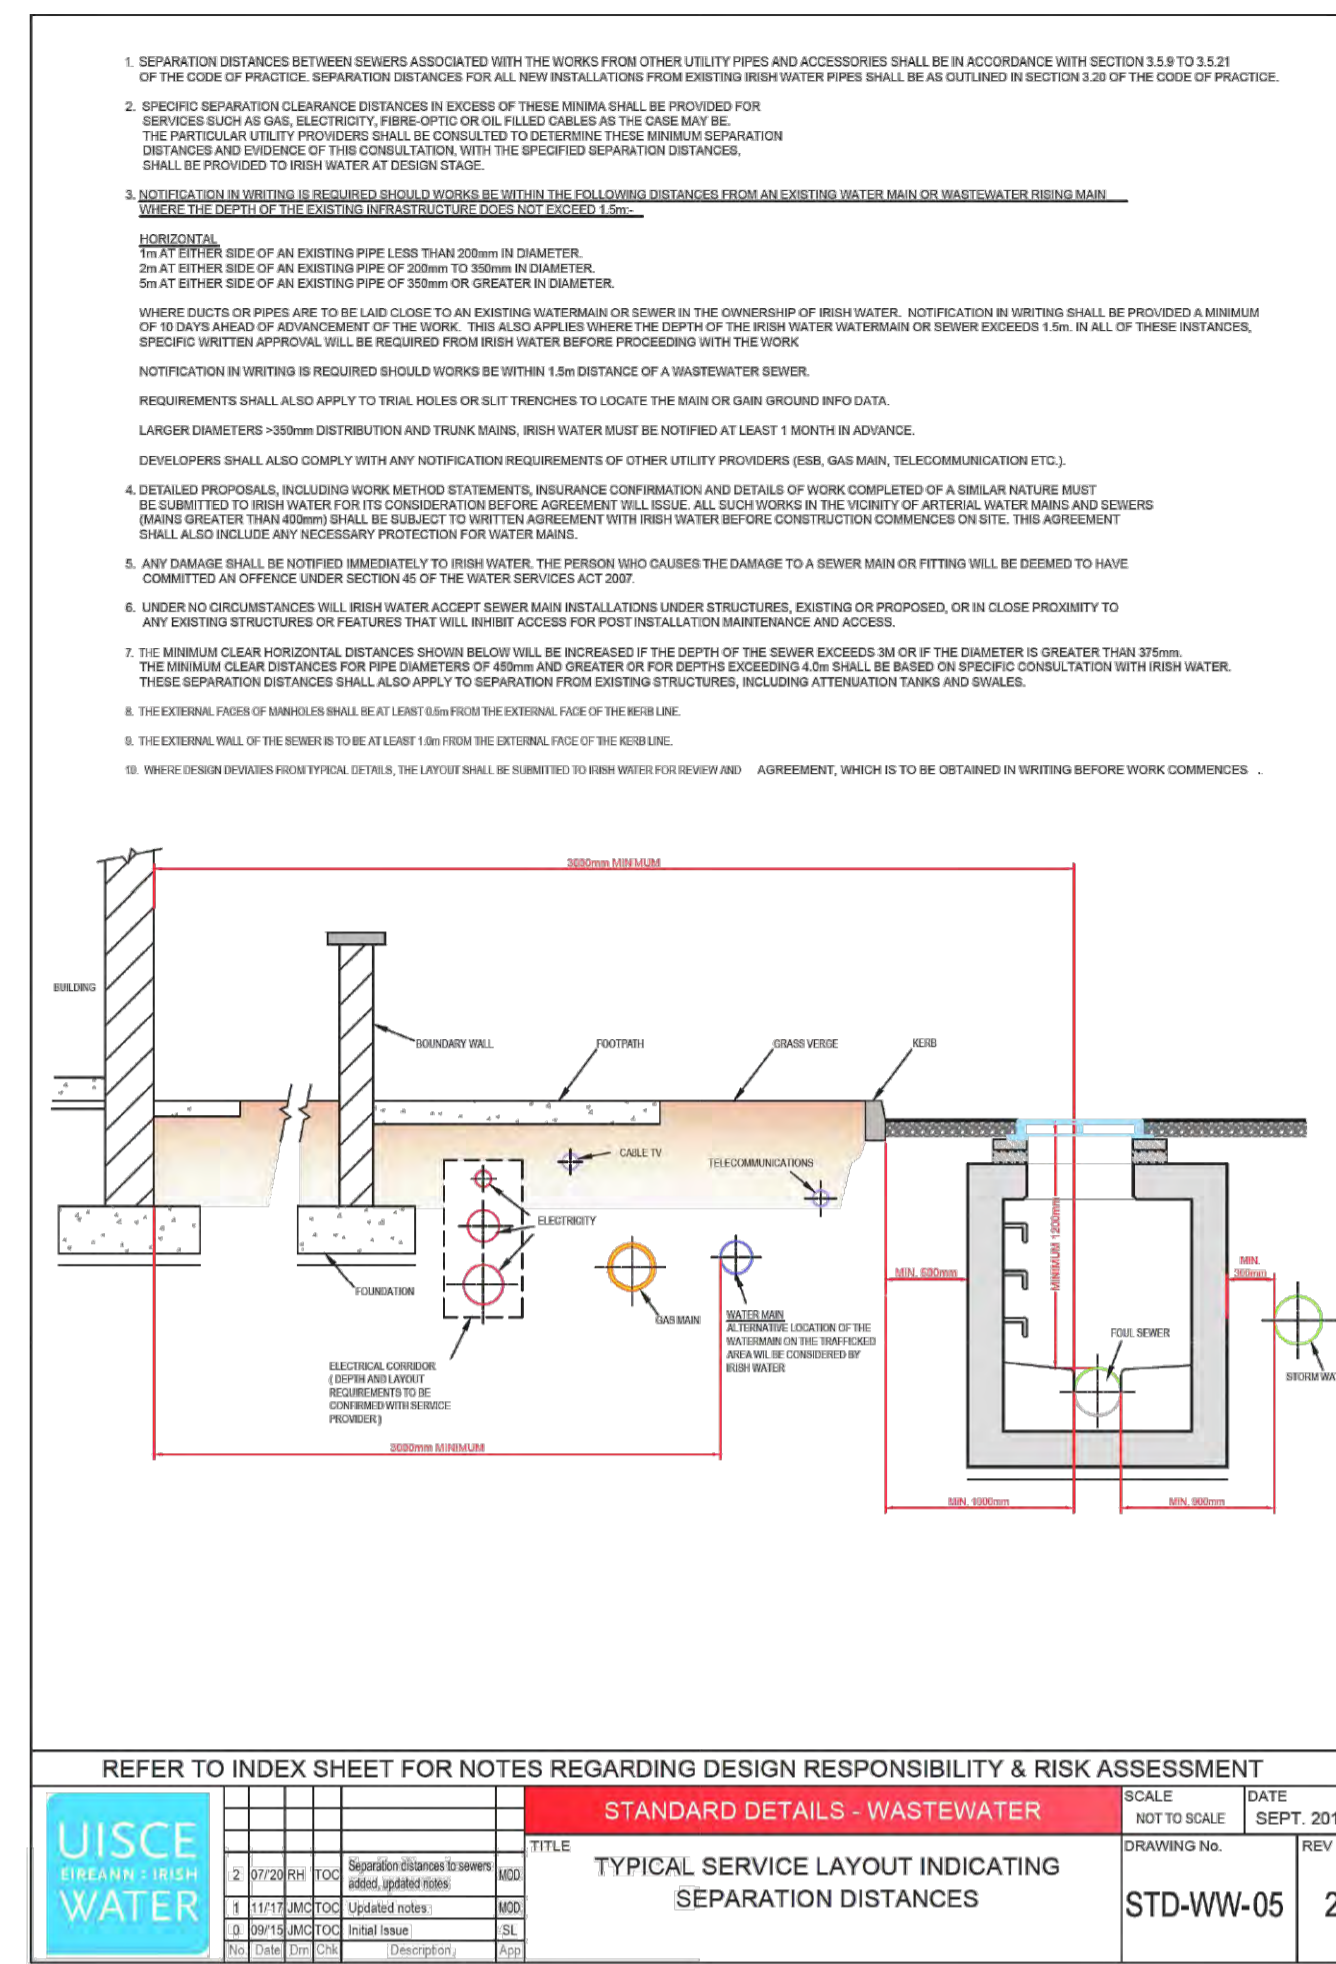 1. SEPARATION DISTANCES BETWEEN SEWERS ASSOCIATED WITH THE WORKS FROM OTHER UTILITY PIPES AND ACCESSORIES SHALL BE IN ACCORDANCE WITH SECTION 3.5.9 TO 3.5.21
OF THE CODE OF PRACTICE. SEPARATION DISTANCES FOR ALL NEW INSTALLATIONS FROM EXISTING IRISH WATER PIPES SHALL BE AS OUTLINED IN SECTION 3.20 OF THE CODE OF PRACTICE.
2. SPECIFIC SEPARATION CLEARANCE DISTANCES IN EXCESS OF THESE MINIMA SHALL BE PROVIDED FOR
SERVICES SUCH AS GAS, ELECTRICITY, FIBRE-OPTIC OR OIL FILLED CABLES AS THE CASE MAY BE.
THE PARTICULAR UTILITY PROVIDERS SHALL BE CONSULTED TO DETERMINE THESE MINIMUM SEPARATION
DISTANCES AND EVIDENCE OF THIS CONSULTATION, WITH THE SPECIFIED SEPARATION DISTANCES,
SHALL BE PROVIDED TO IRISH WATER AT DESIGN STAGE.
3. NOTIFICATION IN WRITING IS REQUIRED SHOULD WORKS BE WITHIN THE FOLLOWING DISTANCES FROM AN EXISTING WATER MAIN OR WASTEWATER RISING MAIN
WHERE THE DEPTH OF THE EXISTING INFRASTRUCTURE DOES NOT EXCEED 1.5m:-
HORIZONTAL
1m AT EITHER SIDE OF AN EXISTING PIPE LESS THAN 200mm IN DIAMETER.
2m AT EITHER SIDE OF AN EXISTING PIPE OF 200mm TO 350mm IN DIAMETER.
5m AT EITHER SIDE OF AN EXISTING PIPE OF 350mm OR GREATER IN DIAMETER.
WHERE DUCTS OR PIPES ARE TO BE LAID CLOSE TO AN EXISTING WATERMAIN OR SEWER IN THE OWNERSHIP OF IRISH WATER. NOTIFICATION IN WRITING SHALL BE PROVIDED A MINIMUM
OF 10 DAYS AHEAD OF ADVANCEMENT OF THE WORK. THIS ALSO APPLIES WHERE THE DEPTH OF THE IRISH WATER WATERMAIN OR SEWER EXCEEDS 1.5m. IN ALL OF THESE INSTANCES,
SPECIFIC WRITTEN APPROVAL WILL BE REQUIRED FROM IRISH WATER BEFORE PROCEEDING WITH THE WORK
NOTIFICATION IN WRITING IS REQUIRED SHOULD WORKS BE WITHIN 1.5m DISTANCE OF A WASTEWATER SEWER.
REQUIREMENTS SHALL ALSO APPLY TO TRIAL HOLES OR SLIT TRENCHES TO LOCATE THE MAIN OR GAIN GROUND INFO DATA.
LARGER DIAMETERS >350mm DISTRIBUTION AND TRUNK MAINS, IRISH WATER MUST BE NOTIFIED AT LEAST 1 MONTH IN ADVANCE.
DEVELOPERS SHALL ALSO COMPLY WITH ANY NOTIFICATION REQUIREMENTS OF OTHER UTILITY PROVIDERS (ESB, GAS MAIN, TELECOMMUNICATION ETC.).
4. DETAILED PROPOSALS, INCLUDING WORK METHOD STATEMENTS, INSURANCE CONFIRMATION AND DETAILS OF WORK COMPLETED OF A SIMILAR NATURE MUST
BE SUBMITTED TO IRISH WATER FOR ITS CONSIDERATION BEFORE AGREEMENT WILL ISSUE. ALL SUCH WORKS IN THE VICINITY OF ARTERIAL WATER MAINS AND SEWERS
(MAINS GREATER THAN 400mm) SHALL BE SUBJECT TO WRITTEN AGREEMENT WITH IRISH WATER BEFORE CONSTRUCTION COMMENCES ON SITE. THIS AGREEMENT
SHALL ALSO INCLUDE ANY NECESSARY PROTECTION FOR WATER MAINS.
5. ANY DAMAGE SHALL BE NOTIFIED IMMEDIATELY TO IRISH WATER. THE PERSON WHO CAUSES THE DAMAGE TO A SEWER MAIN OR FITTING WILL BE DEEMED TO HAVE
COMMITTED AN OFFENCE UNDER SECTION 45 OF THE WATER SERVICES ACT 2007.
6. UNDER NO CIRCUMSTANCES WILL IRISH WATER ACCEPT SEWER MAIN INSTALLATIONS UNDER STRUCTURES, EXISTING OR PROPOSED, OR IN CLOSE PROXIMITY TO
ANY EXISTING STRUCTURES OR FEATURES THAT WILL INHIBIT ACCESS FOR POST INSTALLATION MAINTENANCE AND ACCESS.
7. THE MINIMUM CLEAR HORIZONTAL DISTANCES SHOWN BELOW WILL BE INCREASED IF THE DEPTH OF THE SEWER EXCEEDS 3M OR IF THE DIAMETER IS GREATER THAN 375mm.
THE MINIMUM CLEAR DISTANCES FOR PIPE DIAMETERS OF 450mm AND GREATER OR FOR DEPTHS EXCEEDING 4.0m SHALL BE BASED ON SPECIFIC CONSULTATION WITH IRISH WATER.
THESE SEPARATION DISTANCES SHALL ALSO APPLY TO SEPARATION FROM EXISTING STRUCTURES, INCLUDING ATTENUATION TANKS AND SWALES.
8. THE EXTERNAL FACES OF MANHOLES SHALL BE AT LEAST 0.5m FROM THE EXTERNAL FACE OF THE KERB LINE.
9. THE EXTERNAL WALL OF THE SEWER IS TO BE AT LEAST 1.0m FROM THE EXTERNAL FACE OF THE KERB LINE.
10. WHERE DESIGN DEVIATES FROM TYPICAL DETAILS, THE LAYOUT SHALL BE SUBMITTED TO IRISH WATER FOR REVIEW AND AGREEMENT, WHICH IS TO BE OBTAINED IN WRITING BEFORE WORK COMMENCES .
3000mm MINIMUM
BUILDING
BOUNDARY WALL
FOOTPATH
GRASS VERGE
KERB
CABLE TV
TELECOMMUNICATIONS
ELECTRICITY
MINIMUM 1200mm
MIN. 500mm
MIN.
300mm
FOUNDATION
GAS MAIN
WATER MAIN
ALTERNATIVE LOCATION OF THE
WATERMAIN ON THE TRAFFICKED
AREA WIL BE CONSIDERED BY
IRISH WATER
FOUL SEWER
STORM WA
ELECTRICAL CORRIDOR
( DEPTH AND LAYOUT
REQUIREMENTS TO BE
CONFIRMED WITH SERVICE
PROVIDER )
3000mm MINIMUM
MIN. 1000mm
MIN. 900mm
REFER TO INDEX SHEET FOR NOTES REGARDING DESIGN RESPONSIBILITY & RISK ASSESSMENT
UISCE
ÉIREANN : IRISH
WATER
2 07/'20 RH TOC Separation distances to sewers added, updated notes MOD
1 11/'17 JMC TOC Updated notes. MOD
0 09/'15 JMC TOC Initial Issue SL
No. Date Drn Chk Description App
STANDARD DETAILS - WASTEWATER
TITLE
TYPICAL SERVICE LAYOUT INDICATING
SEPARATION DISTANCES
SCALE
NOT TO SCALE
DATE
SEPT. 201
DRAWING No.
STD-WW-05
REV
2